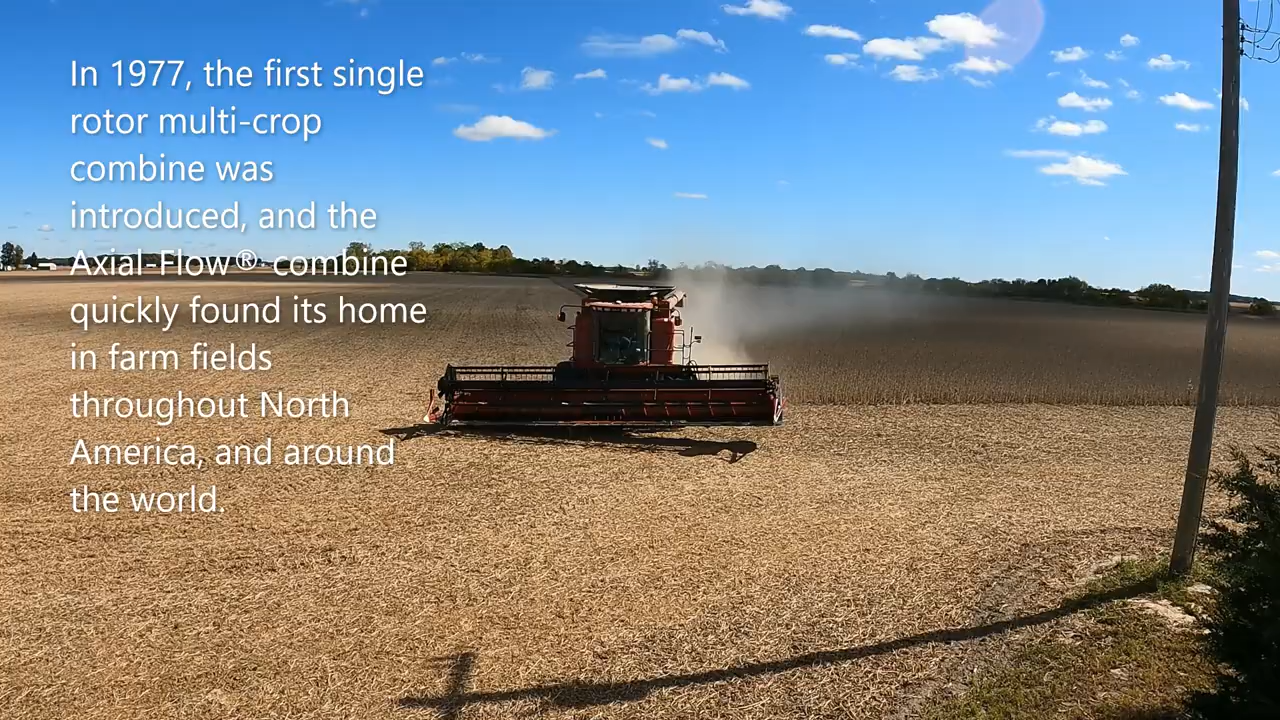 In 1977, the first single
rotor multi-crop
combine was
introduced, and the
Axial-Flow® combine
quickly found its home
in farm fields
throughout North
America, and around
the world.